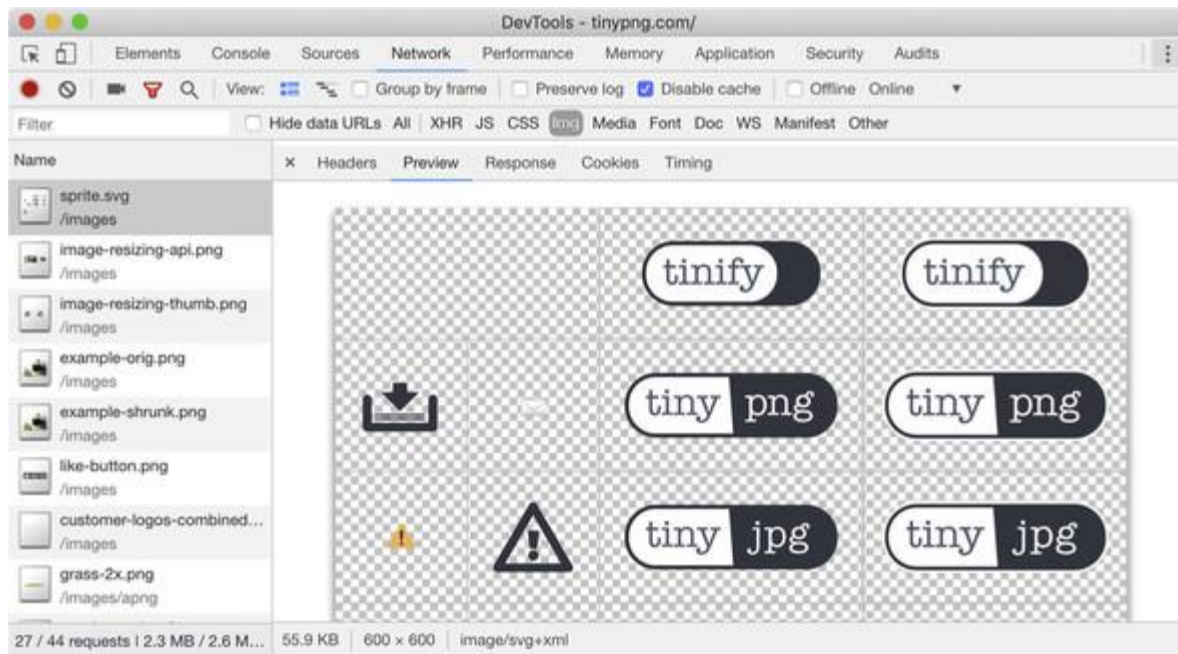 DevTools - tinypng.com/
Elements Console Sources Network Performance Memory Application Security Audits
View: Group by frame Preserve log Disable cache Offline Online
Filter Hide data URLs All XHR JS CSS Img Media Font Doc WS Manifest Other
Name × Headers Preview Response Cookies Timing
sprite.svg
/images
image-resizing-api.png
/images
image-resizing-thumb.png
/images
example-orig.png
/images
example-shrunk.png
/images
like-button.png
/images
customer-logos-combined...
/images
grass-2x.png
/images/apng
tinify tinify
tiny png tiny png
tiny jpg tiny jpg
27 / 44 requests | 2.3 MB / 2.6 M... 55.9 KB 600 × 600 image/svg+xml